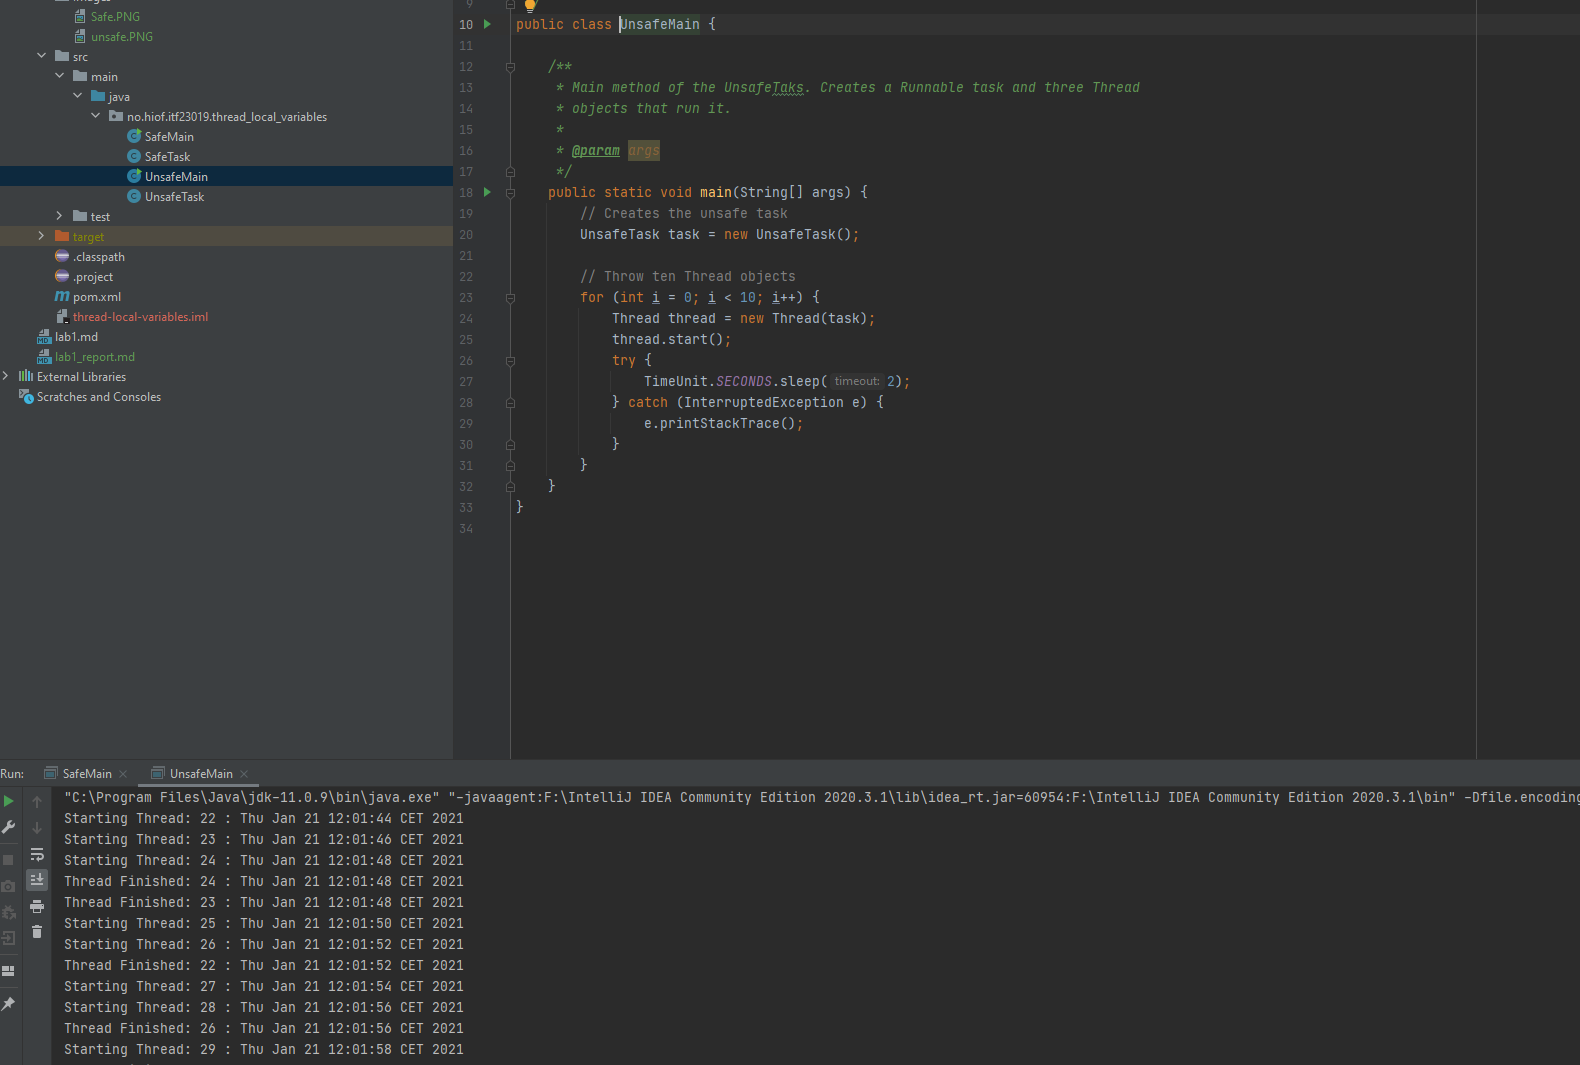 images
Safe.PNG
unsafe.PNG
src
main
java
no.hiof.itf23019.thread_local_variables
SafeMain
SafeTask
UnsafeMain
UnsafeTask
test
target
.classpath
.project
m pom.xml
thread-local-variables.iml
lab1.md
lab1_report.md
External Libraries
Scratches and Consoles
9 /
10 public class UnsafeMain {
11
12 /**
13 * Main method of the UnsafeTaks. Creates a Runnable task and three Thread
14 * objects that run it.
15 *
16 * @param args
17 */
18 public static void main(String[] args) {
19 // Creates the unsafe task
20 UnsafeTask task = new UnsafeTask();
21
22 // Throw ten Thread objects
23 for (int i = 0; i < 10; i++) {
24 Thread thread = new Thread(task);
25 thread.start();
26 try {
27 TimeUnit.SECONDS.sleep( timeout: 2);
28 } catch (InterruptedException e) {
29 e.printStackTrace();
30 }
31 }
32 }
33 }
34
Run: SafeMain UnsafeMain
"C:\Program Files\Java\jdk-11.0.9\bin\java.exe" "-javaagent:F:\IntelliJ IDEA Community Edition 2020.3.1\lib\idea_rt.jar=60954:F:\IntelliJ IDEA Community Edition 2020.3.1\bin" -Dfile.encoding
Starting Thread: 22 : Thu Jan 21 12:01:44 CET 2021
Starting Thread: 23 : Thu Jan 21 12:01:46 CET 2021
Starting Thread: 24 : Thu Jan 21 12:01:48 CET 2021
Thread Finished: 24 : Thu Jan 21 12:01:48 CET 2021
Thread Finished: 23 : Thu Jan 21 12:01:48 CET 2021
Starting Thread: 25 : Thu Jan 21 12:01:50 CET 2021
Starting Thread: 26 : Thu Jan 21 12:01:52 CET 2021
Thread Finished: 22 : Thu Jan 21 12:01:52 CET 2021
Starting Thread: 27 : Thu Jan 21 12:01:54 CET 2021
Starting Thread: 28 : Thu Jan 21 12:01:56 CET 2021
Thread Finished: 26 : Thu Jan 21 12:01:56 CET 2021
Starting Thread: 29 : Thu Jan 21 12:01:58 CET 2021